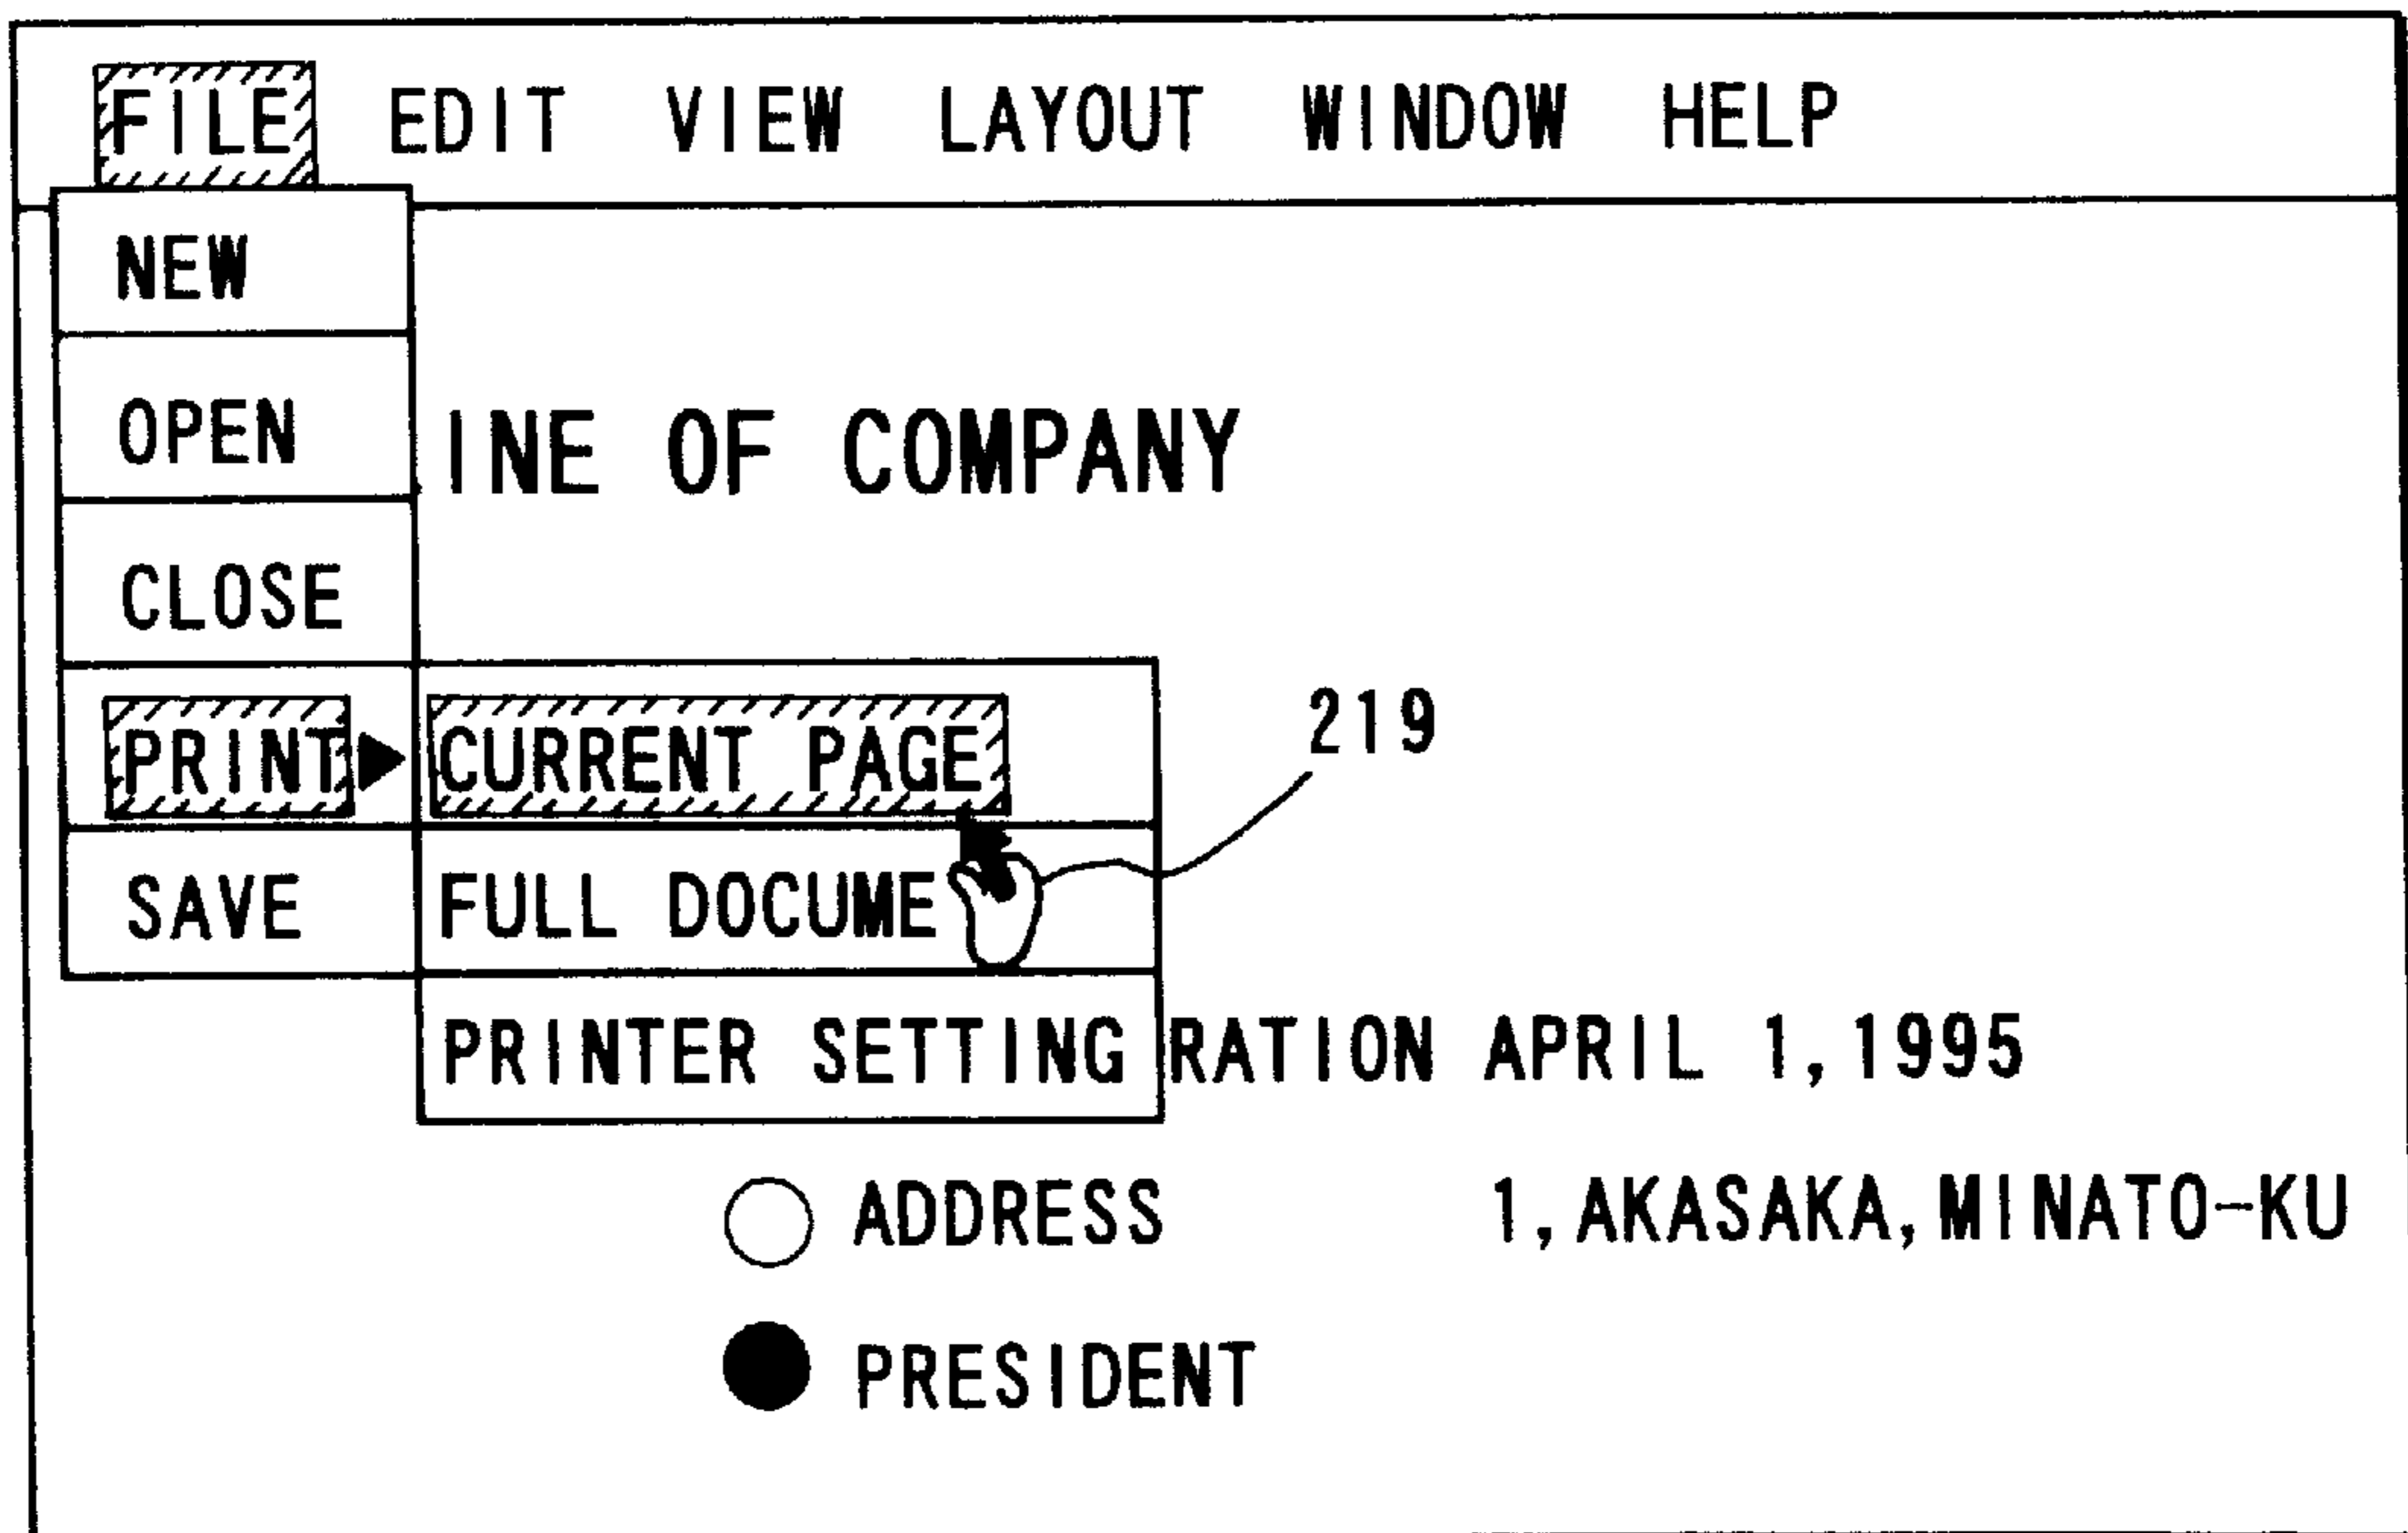 FILE EDIT VIEW LAYOUT WINDOW HELP
NEW
OPEN
INE OF COMPANY
CLOSE
PRINT CURRENT PAGE
219
SAVE FULL DOCUME
PRINTER SETTING RATION APRIL 1,1995
ADDRESS 1,AKASAKA,MINATO-KU
PRESIDENT